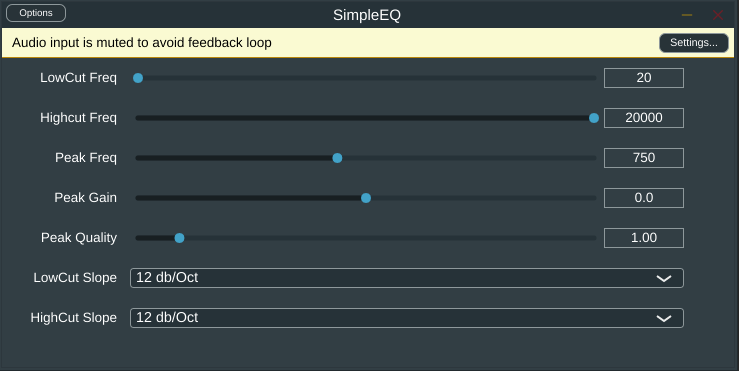 Options
SimpleEQ
Audio input is muted to avoid feedback loop
Settings...
LowCut Freq 20
Highcut Freq 20000
Peak Freq 750
Peak Gain 0.0
Peak Quality 1.00
LowCut Slope 12 db/Oct
HighCut Slope 12 db/Oct